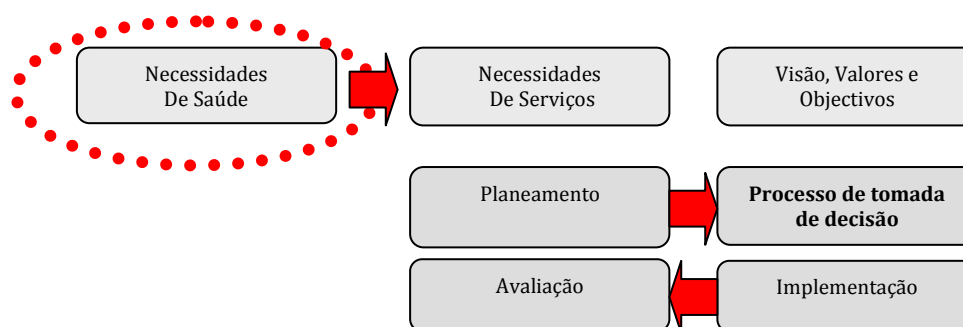 Necessidades
De Saúde
Necessidades
De Serviços
Visão, Valores e
Objectivos
Planeamento
Processo de tomada
de decisão
Avaliação
Implementação